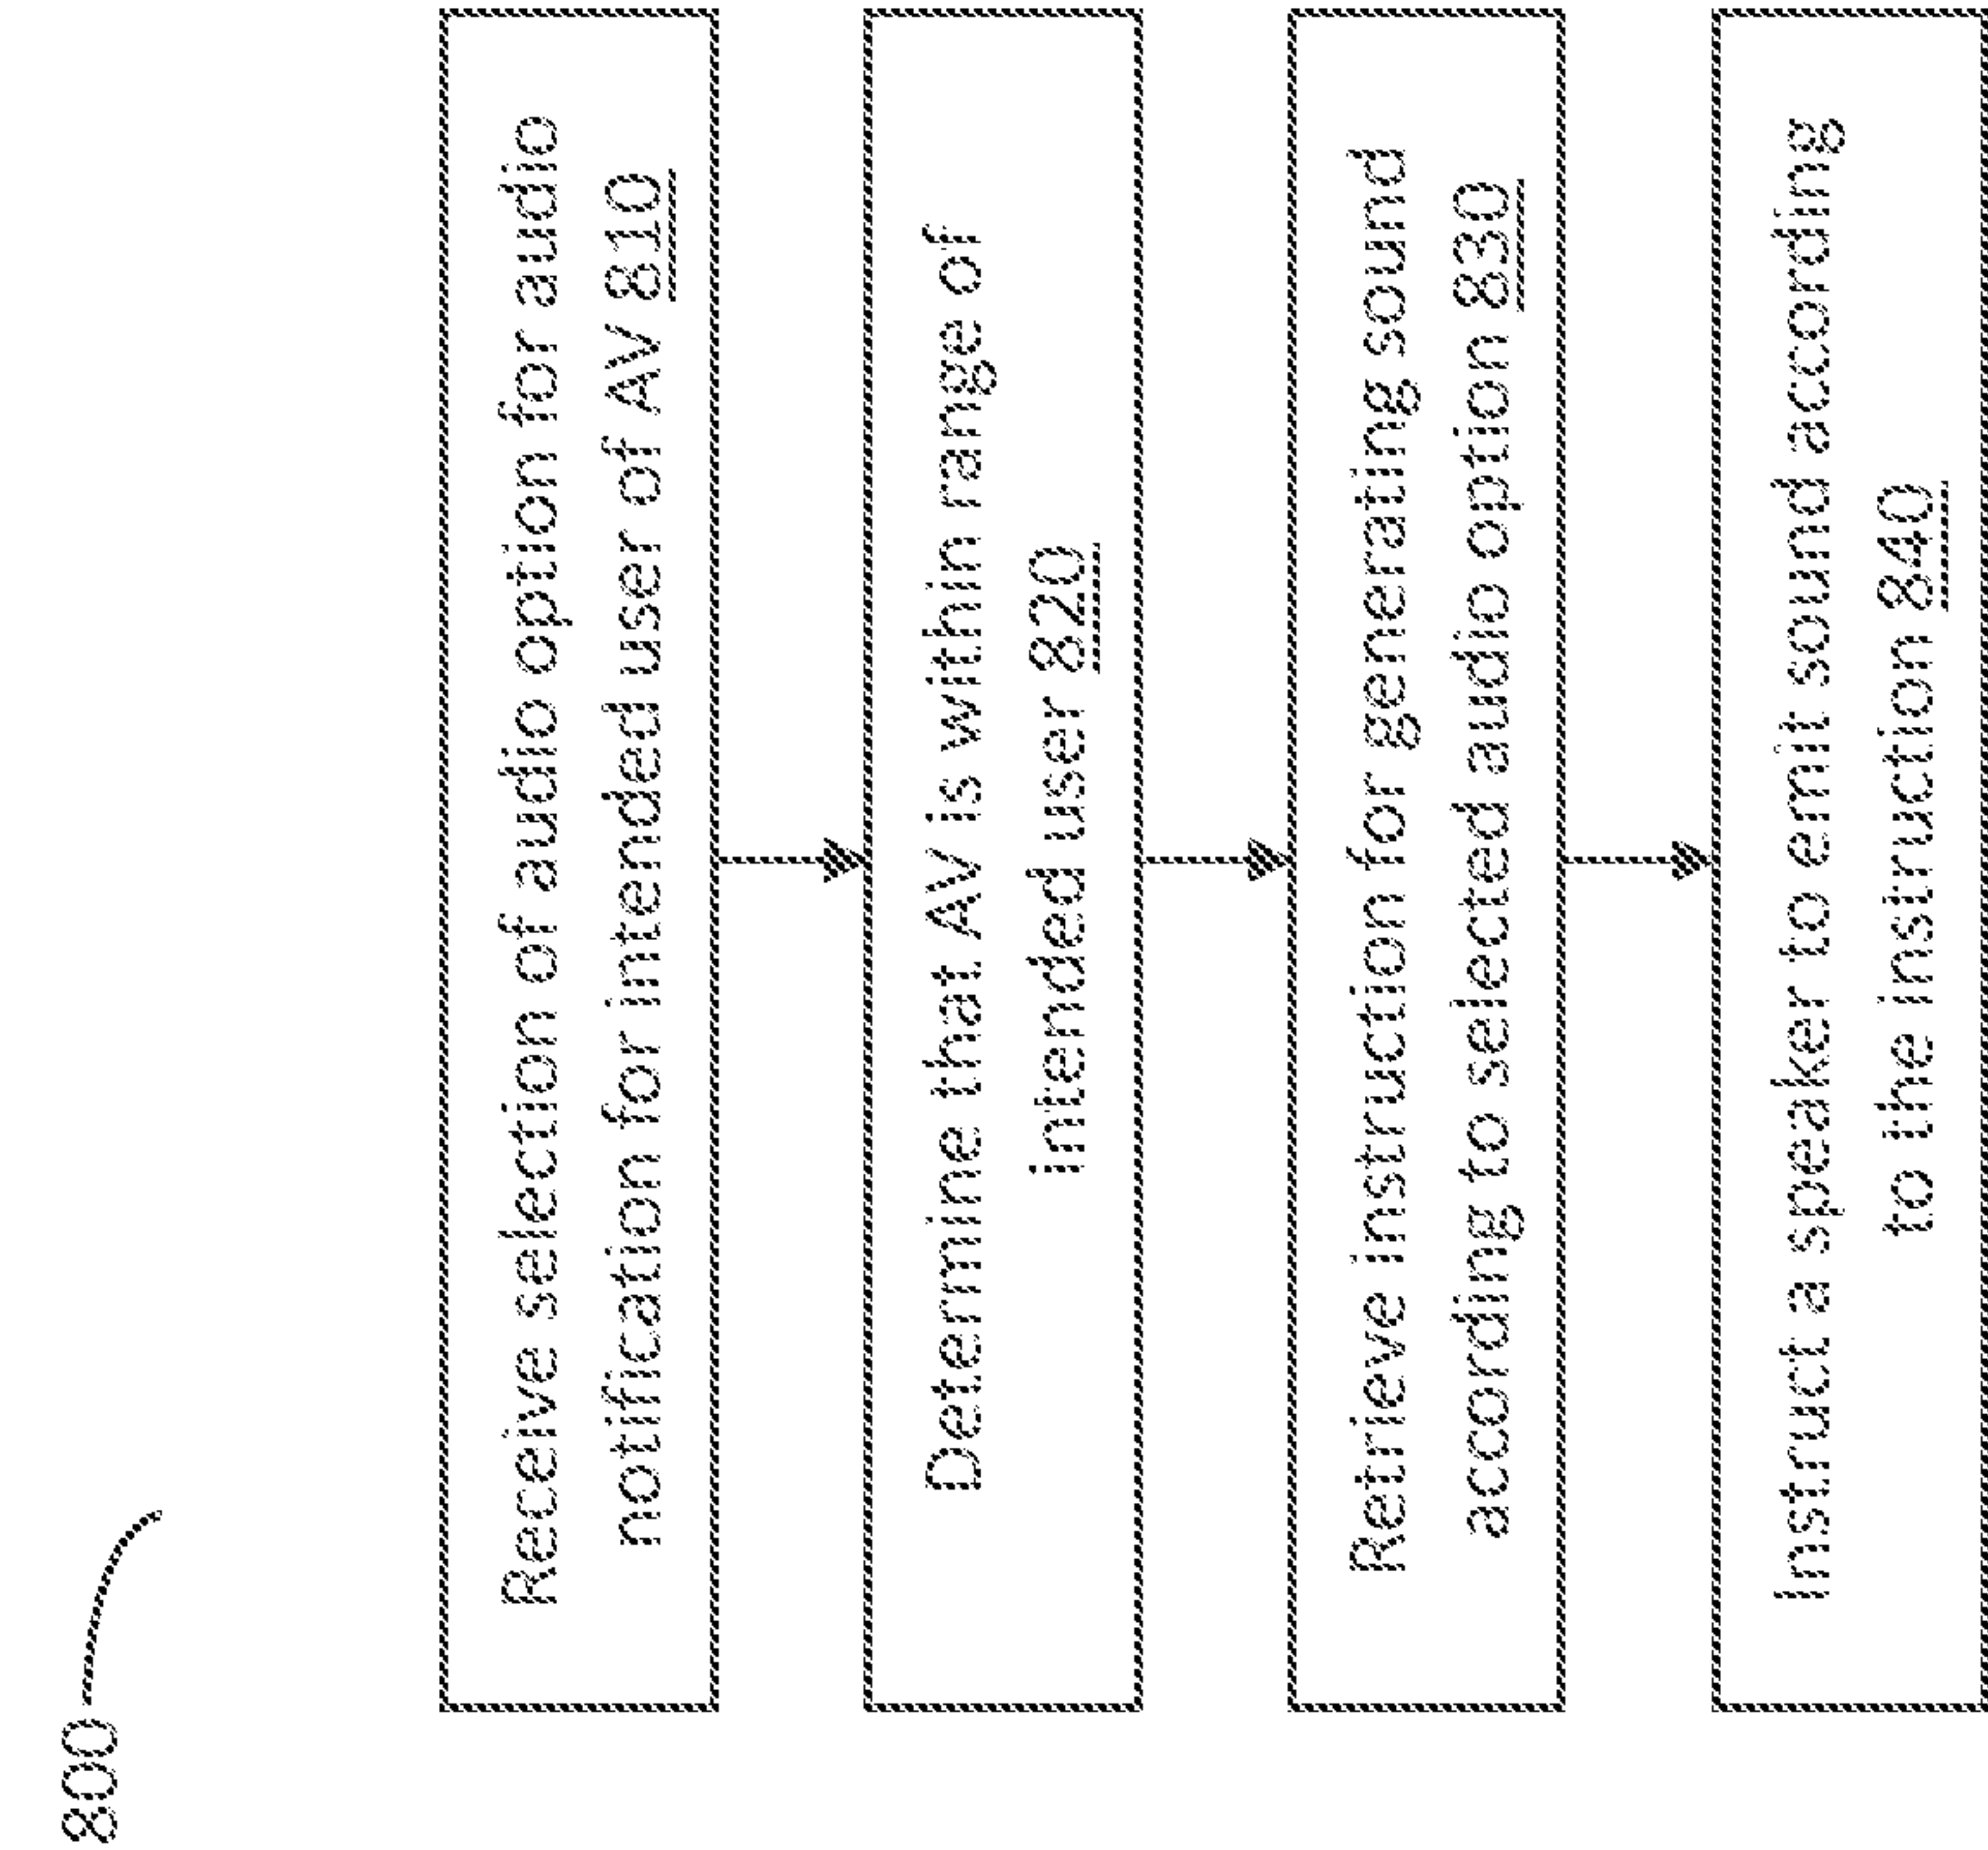 800
Receive selection of audio option for audio
notification for intended user of AV 810
Determine that AV is within range of
intended user 820
Retrieve instruction for generating sound
according to selected audio option 830
Instruct a speaker to emit sound according
to the instruction 840